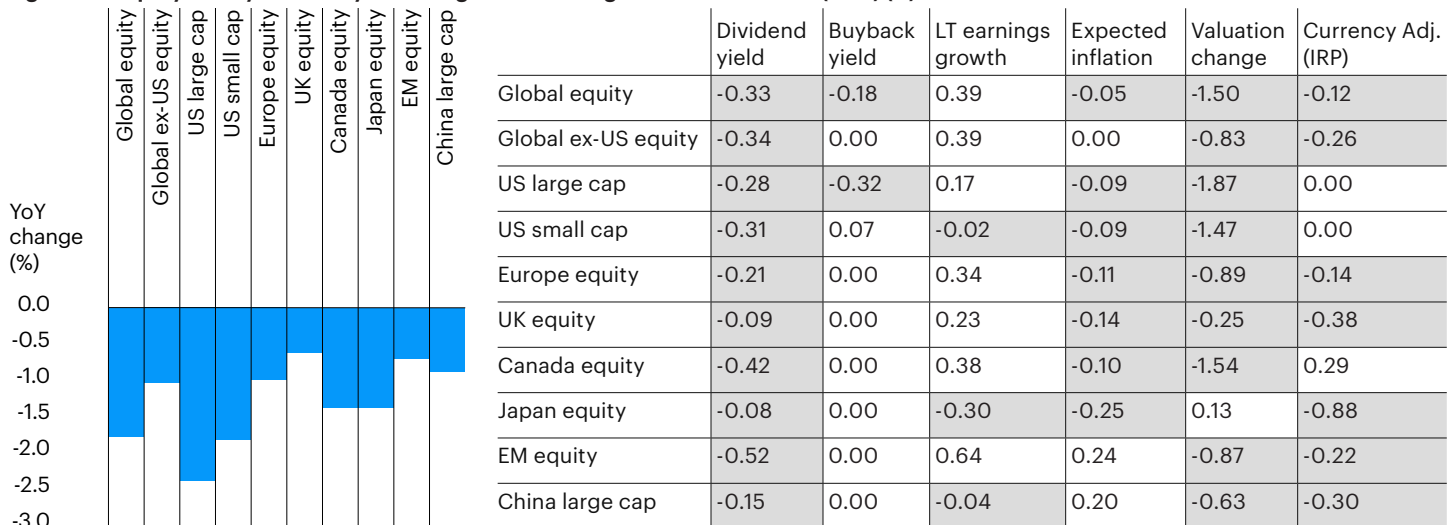 Global equity
Global ex-US equity
US large cap
US small cap
Europe equity
UK equity
Canada equity
Japan equity
EM equity
China large cap
YoY
change
(%)
0.0
-0.5
-1.0
-1.5
-2.0
-2.5
-3.0
Dividend yield Buyback yield LT earnings growth Expected inflation Valuation change Currency Adj. (IRP)
Global equity -0.33 -0.18 0.39 -0.05 -1.50 -0.12
Global ex-US equity -0.34 0.00 0.39 0.00 -0.83 -0.26
US large cap -0.28 -0.32 0.17 -0.09 -1.87 0.00
US small cap -0.31 0.07 -0.02 -0.09 -1.47 0.00
Europe equity -0.21 0.00 0.34 -0.11 -0.89 -0.14
UK equity -0.09 0.00 0.23 -0.14 -0.25 -0.38
Canada equity -0.42 0.00 0.38 -0.10 -1.54 0.29
Japan equity -0.08 0.00 -0.30 -0.25 0.13 -0.88
EM equity -0.52 0.00 0.64 0.24 -0.87 -0.22
China large cap -0.15 0.00 -0.04 0.20 -0.63 -0.30